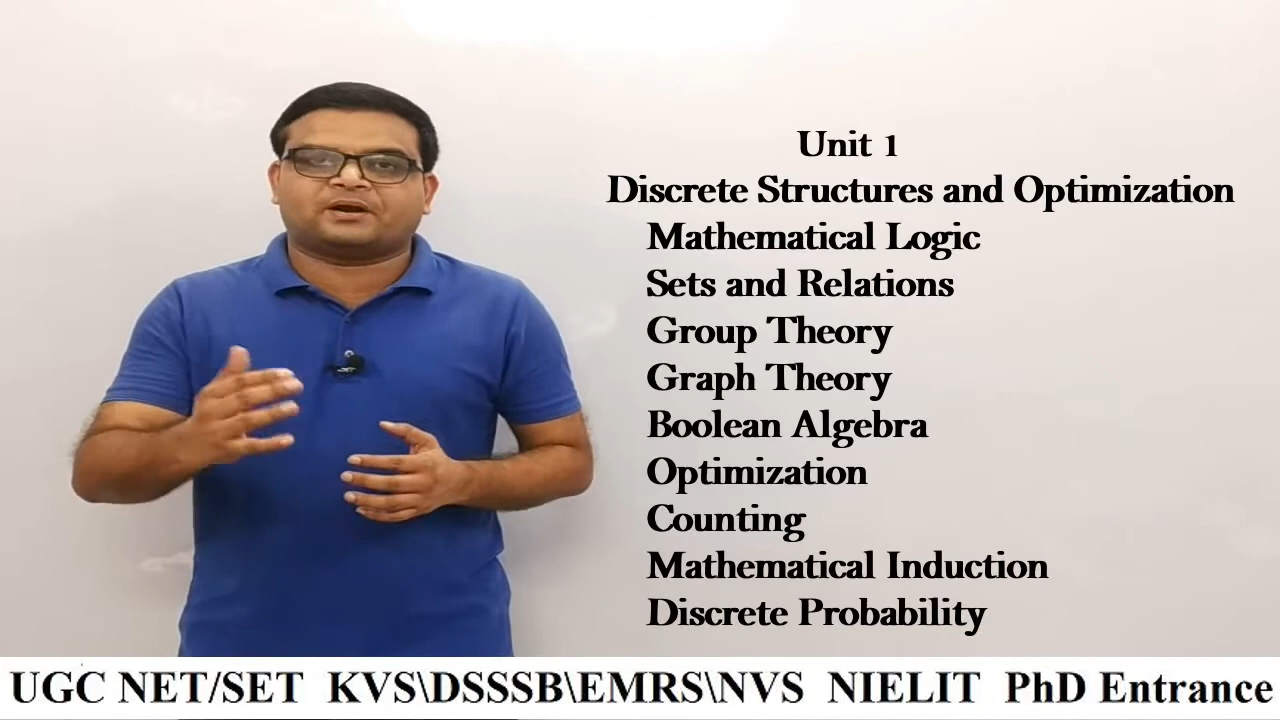 Unit 1
Discrete Structures and Optimization
Mathematical Logic
Sets and Relations
Group Theory
Graph Theory
Boolean Algebra
Optimization
Counting
Mathematical Induction
Discrete Probability
UGC NET/SET KVS\DSSSB\EMRS\NVS NIELIT PhD Entrance